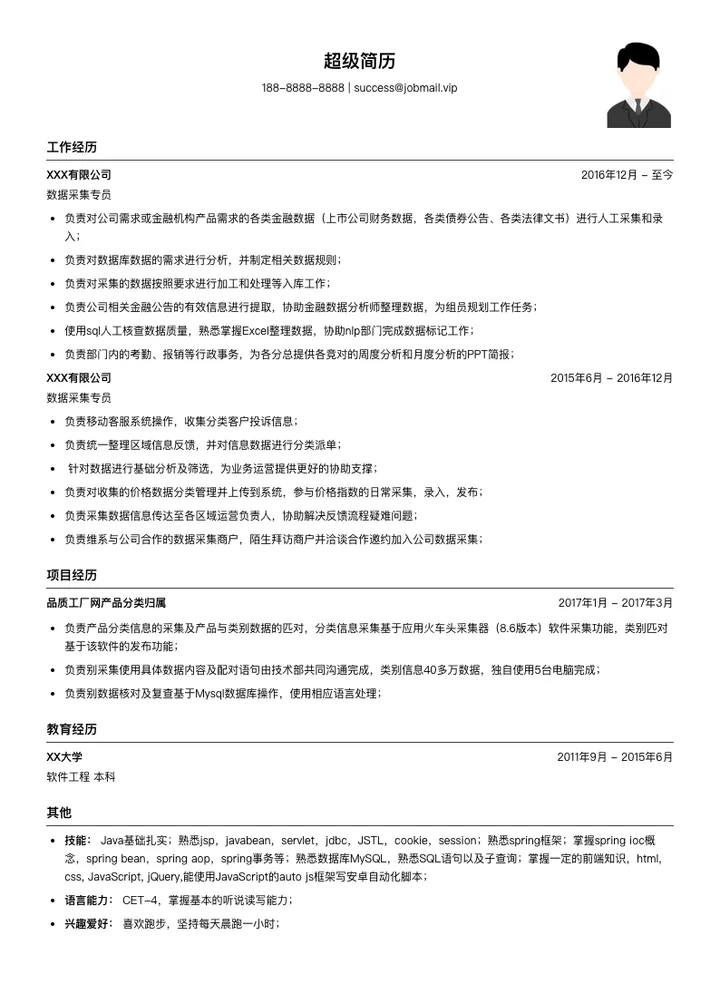 超级简历
188-8888-8888 | success@jobmail.vip
工作经历
XXX有限公司 2016年12月 – 至今
数据采集专员
• 负责对公司需求或金融机构产品需求的各类金融数据（上市公司财务数据，各类债券公告、各类法律文书）进行人工采集和录
入；
• 负责对数据库数据的需求进行分析，并制定相关数据规则；
• 负责对采集的数据按照要求进行加工和处理等入库工作；
• 负责公司相关金融公告的有效信息进行提取，协助金融数据分析师整理数据，为组员规划工作任务；
• 使用sql人工核查数据质量，熟悉掌握Excel整理数据，协助nlp部门完成数据标记工作；
• 负责部门内的考勤、报销等行政事务，为各分总提供各竞对的周度分析和月度分析的PPT简报；
XXX有限公司 2015年6月 – 2016年12月
数据采集专员
• 负责移动客服系统操作，收集分类客户投诉信息；
• 负责统一整理区域信息反馈，并对信息数据进行分类派单；
• 针对数据进行基础分析及筛选，为业务运营提供更好的协助支撑；
• 负责对收集的价格数据分类管理并上传到系统，参与价格指数的日常采集，录入，发布；
• 负责采集数据信息传达至各区域运营负责人，协助解决反馈流程疑难问题；
• 负责维系与公司合作的数据采集商户，陌生拜访商户并洽谈合作邀约加入公司数据采集；
项目经历
品质工厂网产品分类归属 2017年1月 – 2017年3月
• 负责产品分类信息的采集及产品与类别数据的匹对，分类信息采集基于应用火车头采集器（8.6版本）软件采集功能，类别匹对
基于该软件的发布功能；
• 负责别采集使用具体数据内容及配对语句由技术部共同沟通完成，类别信息40多万数据，独自使用5台电脑完成；
• 负责别数据核对及复查基于Mysql数据库操作，使用相应语言处理；
教育经历
XX大学 2011年9月 – 2015年6月
软件工程 本科
其他
• 技能： Java基础扎实；熟悉jsp，javabean，servlet，jdbc，JSTL，cookie，session；熟悉spring框架；掌握spring ioc概
念，spring bean，spring aop，spring事务等；熟悉数据库MySQL，熟悉SQL语句以及子查询；掌握一定的前端知识，html,
css, JavaScript, jQuery,能使用JavaScript的auto js框架写安卓自动化脚本；
• 语言能力： CET-4，掌握基本的听说读写能力；
• 兴趣爱好： 喜欢跑步，坚持每天晨跑一小时；